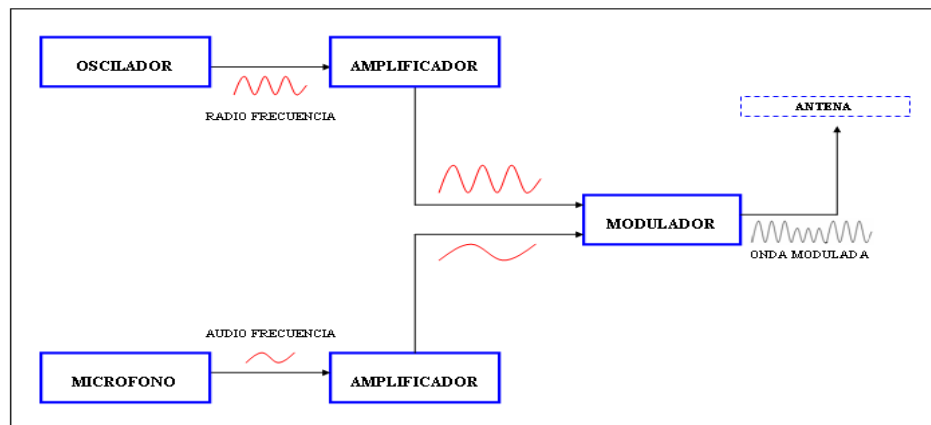 OSCILADOR
AMPLIFICADOR
RADIO FRECUENCIA
ANTENA
MODULADOR
ONDA MODULADA
AUDIO FRECUENCIA
MICROFONO
AMPLIFICADOR